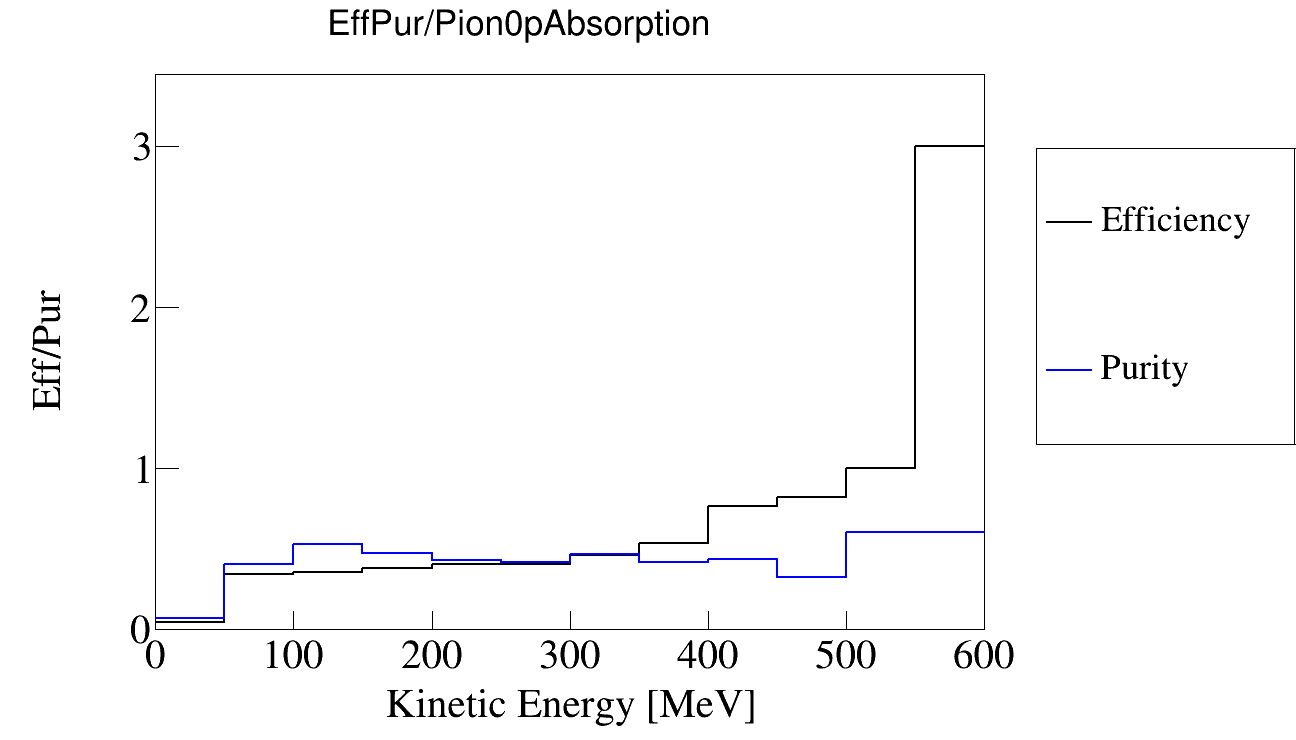 EffPur/Pion0pAbsorption
Eff/Pur
3
2
1
0
0 100 200 300 400 500 600
Kinetic Energy [MeV]
Efficiency
Purity